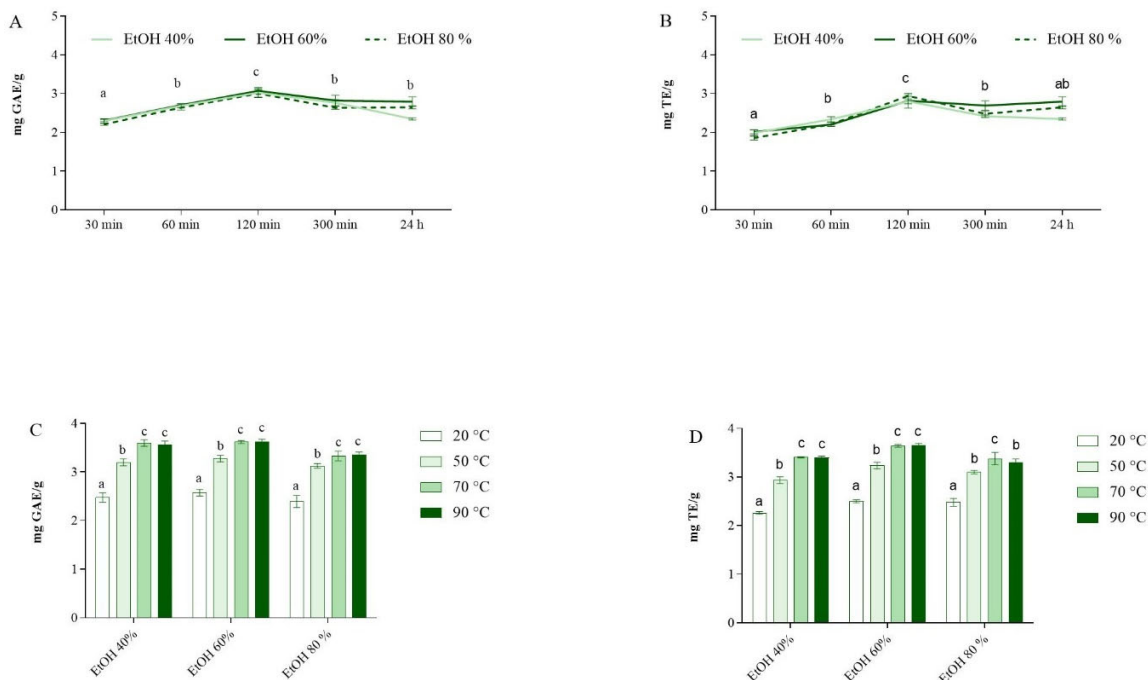 A
5
EtOH 40%
EtOH 60%
EtOH 80 %
4
3
2
1
0
mg GAE/g
a
b
c
b
b
30 min
60 min
120 min
300 min
24 h
B
5
EtOH 40%
EtOH 60%
EtOH 80 %
4
3
2
1
0
mg TE/g
a
b
c
b
ab
30 min
60 min
120 min
300 min
24 h
C
4
3
2
1
0
mg GAE/g
a
b
c
c
a
b
c
c
a
b
c
c
EtOH 40%
EtOH 60%
EtOH 80 %
20 °C
50 °C
70 °C
90 °C
D
4
3
2
1
0
mg TE/g
a
b
c
c
a
b
c
c
a
b
c
b
EtOH 40%
EtOH 60%
EtOH 80 %
20 °C
50 °C
70 °C
90 °C